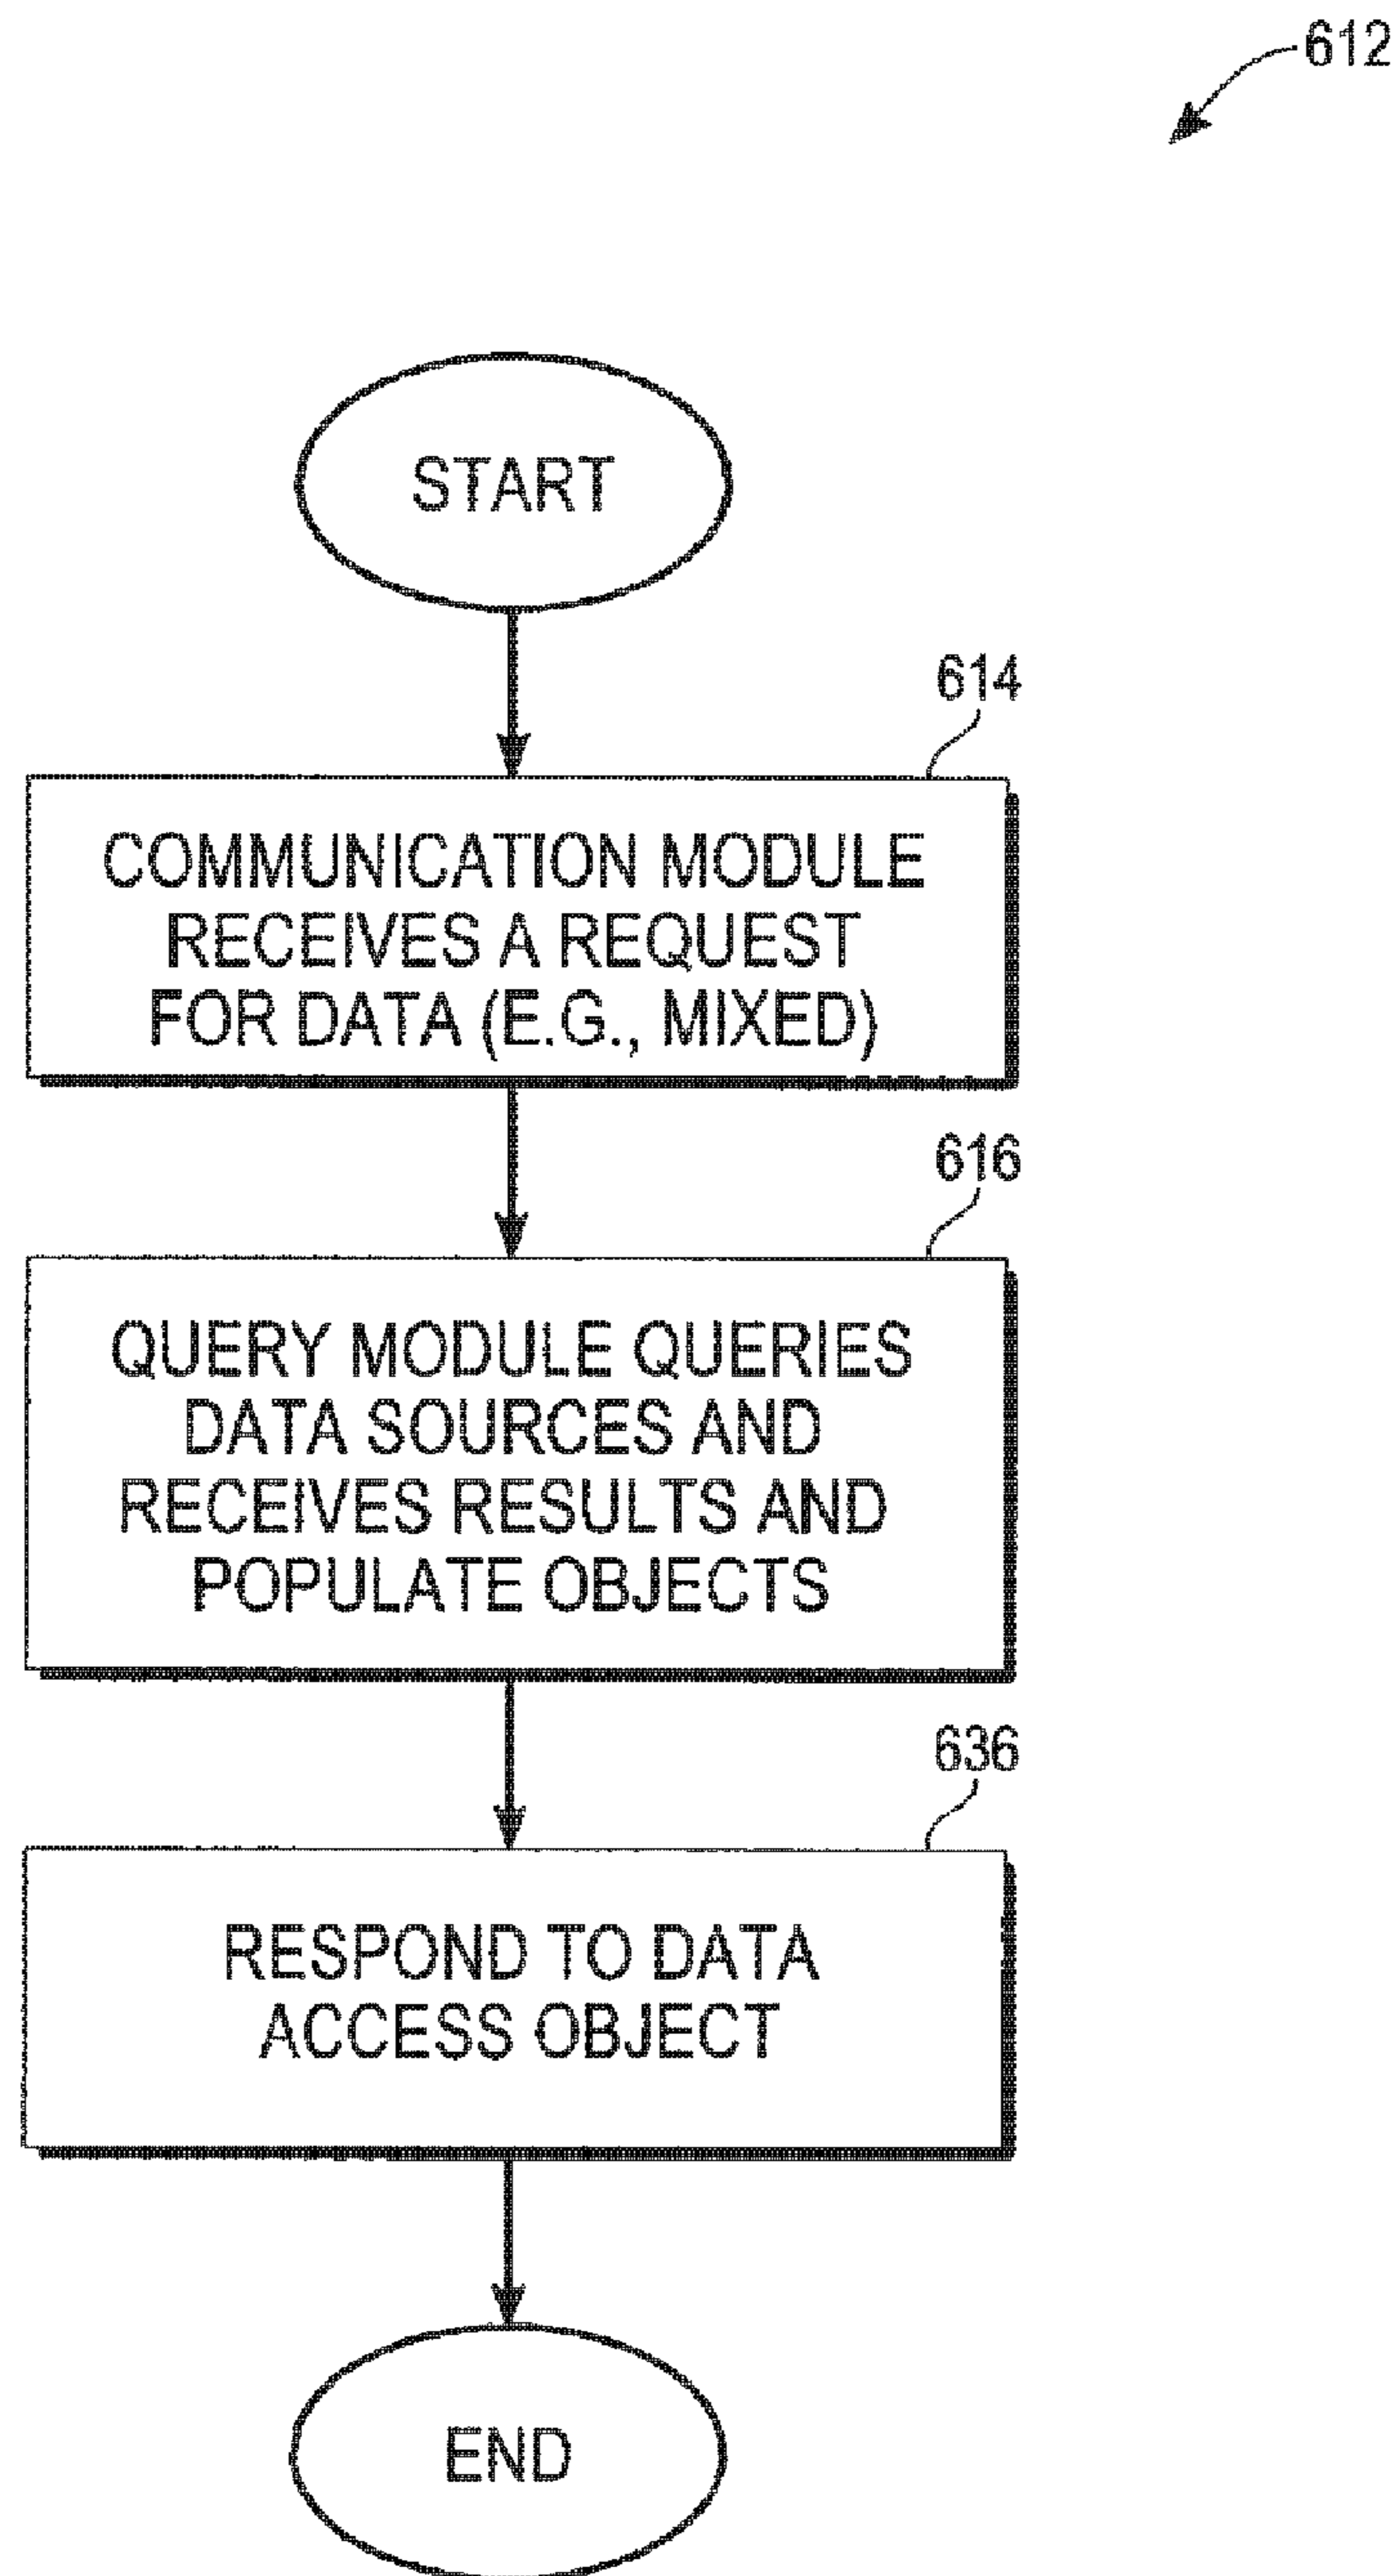 612
START
614
COMMUNICATION MODULE
RECEIVES A REQUEST
FOR DATA (E.G., MIXED)
616
QUERY MODULE QUERIES
DATA SOURCES AND
RECEIVES RESULTS AND
POPULATE OBJECTS
636
RESPOND TO DATA
ACCESS OBJECT
END